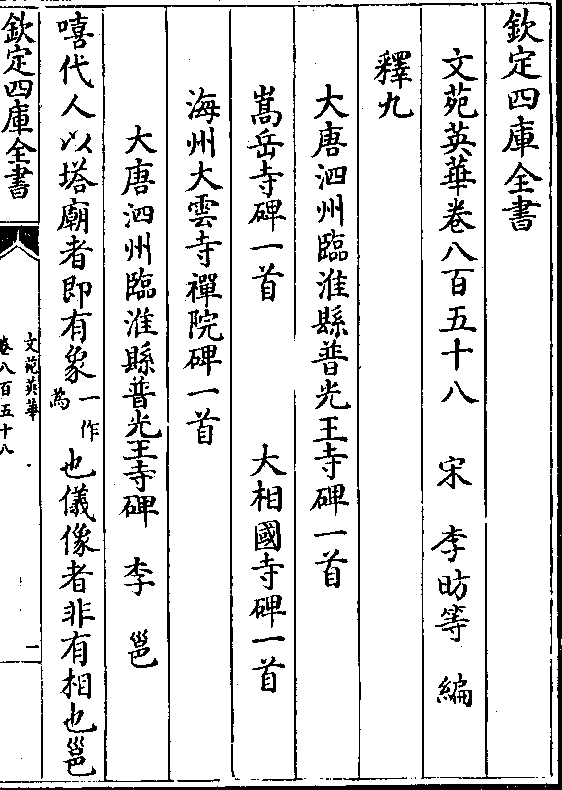 欽定四庫全書
文苑英華卷八百五十八 宋 李昉等 編
釋九
大唐泗州臨淮縣普光王寺碑一首
嵩岳寺碑一首 大相國寺碑一首
海州大雲寺禪院碑一首
大唐泗州臨淮縣普光王寺碑 李邕
嘻代人以塔廟者即有象一作為也儀像者非有相也邕
欽定四庫全書
文苑英華
卷八百五十八
一